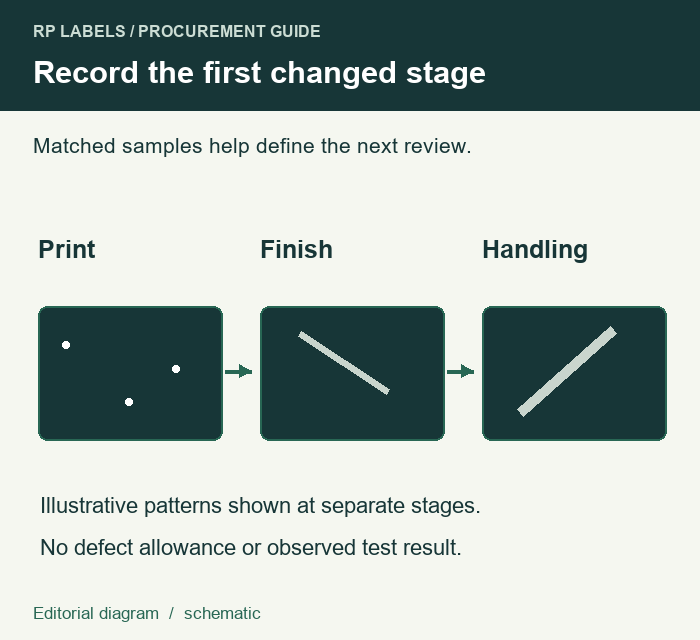 RP LABELS / PROCUREMENT GUIDE
Record the first changed stage
Matched samples help define the next review.
Print
Finish
Handling
Illustrative patterns shown at separate stages.
No defect allowance or observed test result.
Editorial diagram / schematic